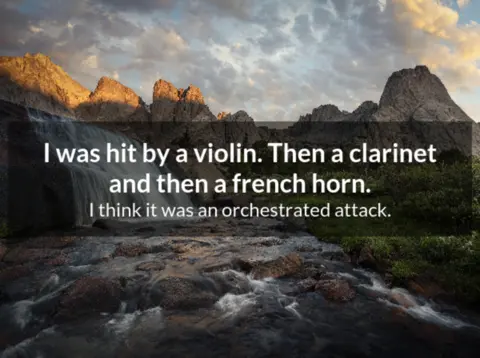 I was hit by a violin. Then a clarinet
and then a french horn.
I think it was an orchestrated attack.